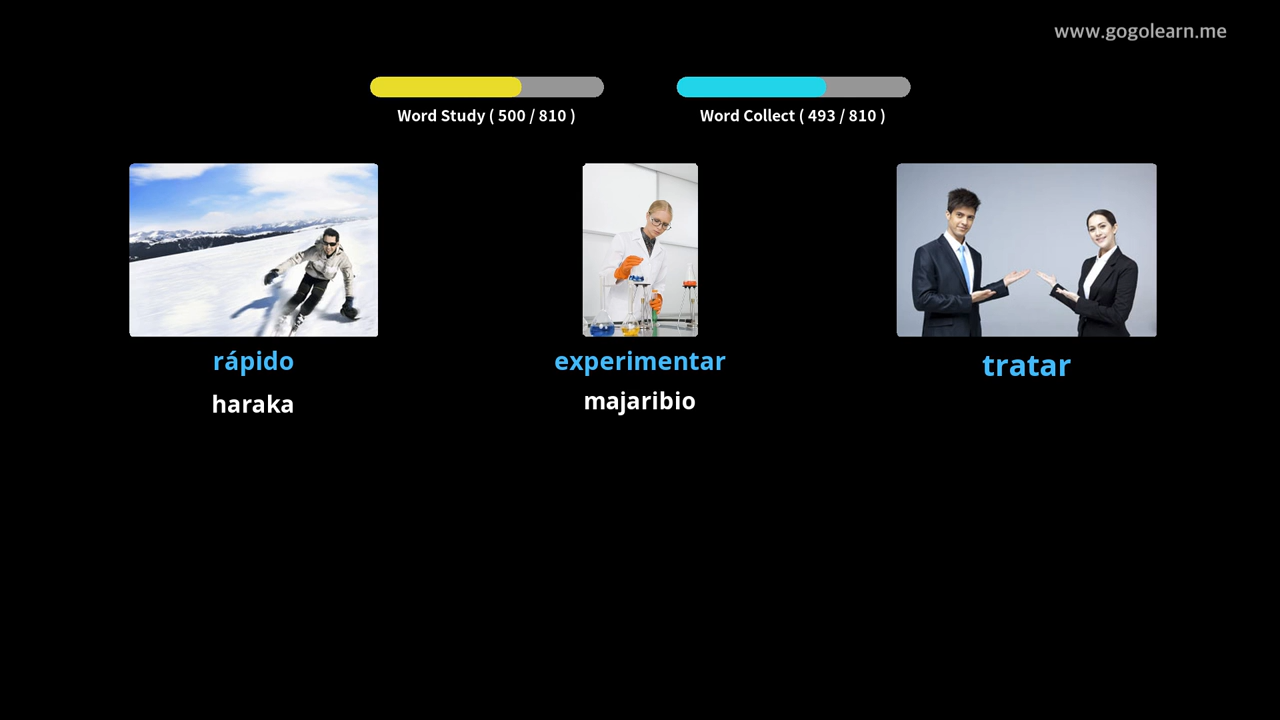 www.gogolearn.me
Word Study ( 500 / 810 )
Word Collect ( 493 / 810 )
rápido
experimentar
tratar
haraka
majaribio